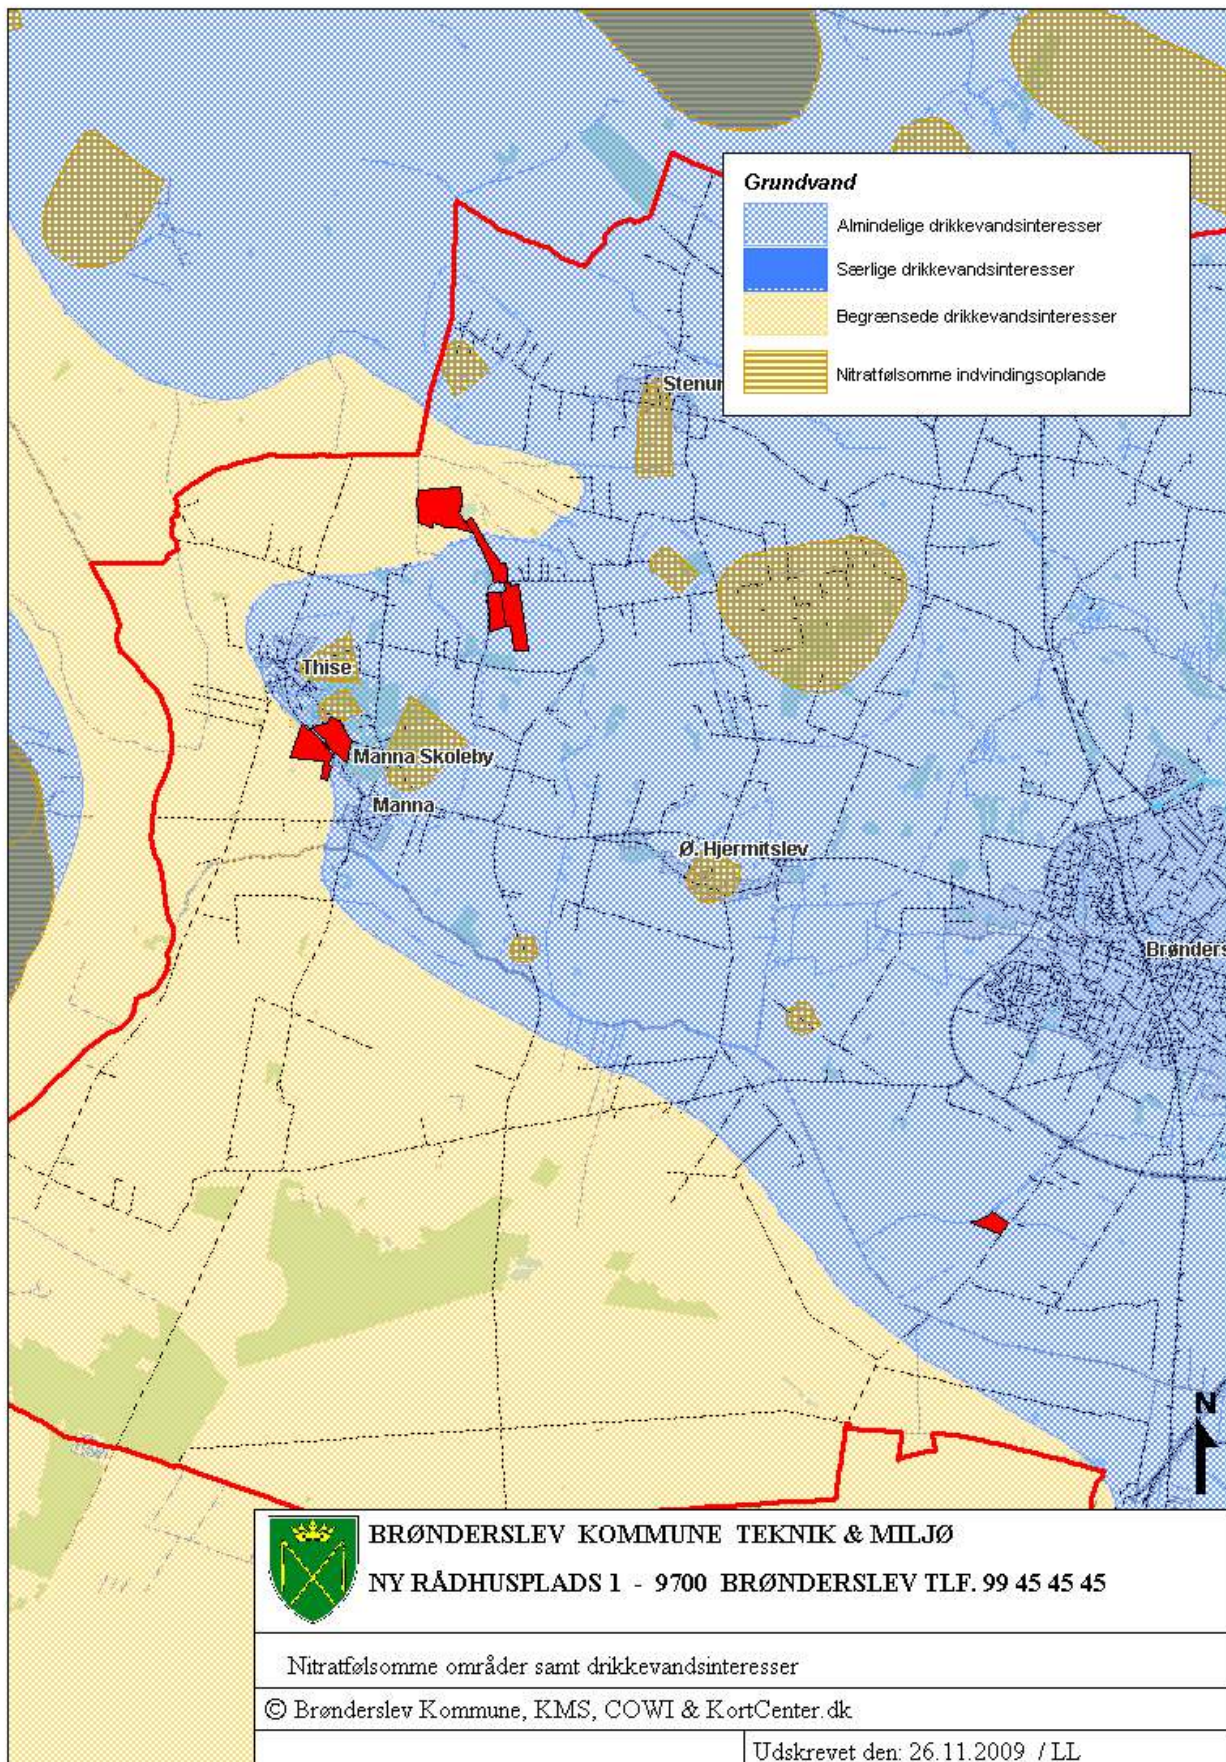 Grundvand
Almindelige drikkevandsinteresser
Særlige drikkevandsinteresser
Begrænsede drikkevandsinteresser
Nitratfølsomme indvindingsoplande
Stenur
Thise
Manna Skoleby
Manna
Ø. Hjermitslev
Brønders
N
BRØNDERSLEV KOMMUNE TEKNIK & MILJØ
NY RÅDHUSPLADS 1 - 9700 BRØNDERSLEV TLF. 99 45 45 45
Nitratfølsomme områder samt drikkevandsinteresser
© Brønderslev Kommune, KMS, COWI & KortCenter.dk
Udskrevet den: 26.11.2009 / LL